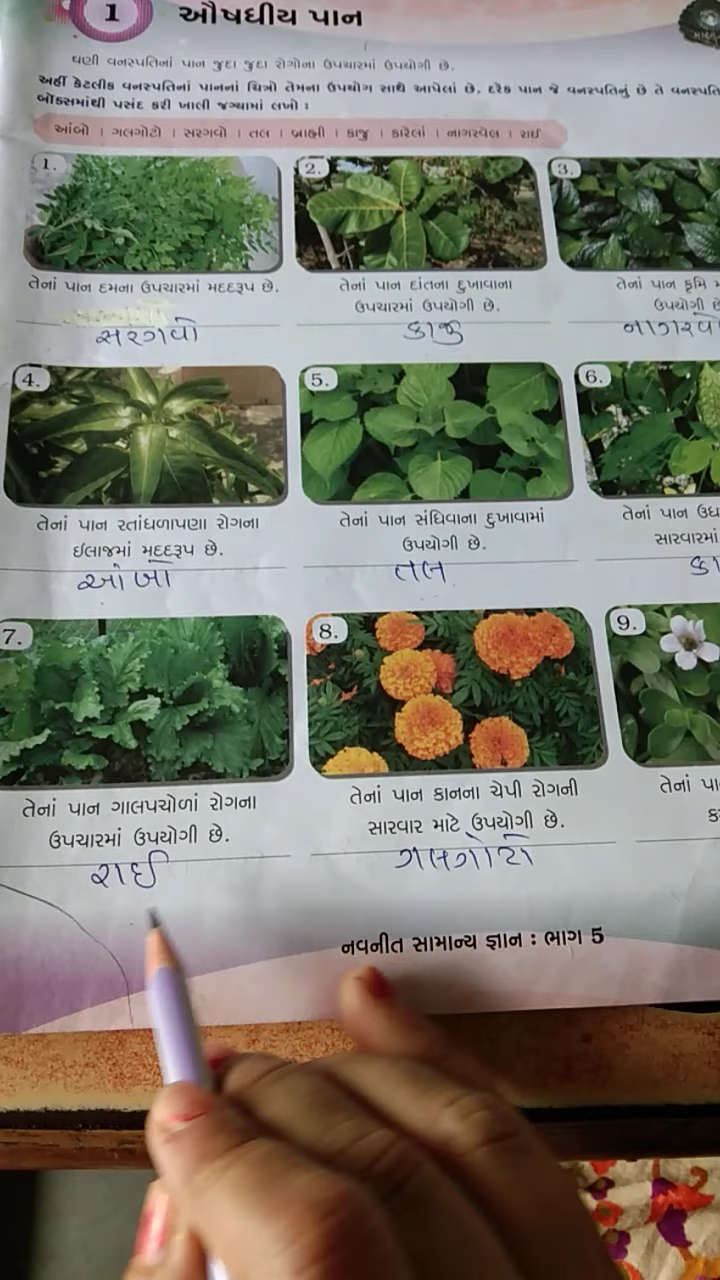 1 ઔષધીય પાન
ઘણી વનસ્પતિનાં પાન જુદા જુદા રોગોના ઉપચારમાં ઉપયોગી છે.
અહીં કેટલીક વનસ્પતિનાં પાનનાં ચિત્રો તેમના ઉપયોગ સાથે આપેલાં છે. દરેક પાન જે વનસ્પતિનું છે તે વનસ્પતિ
બૉક્સમાંથી પસંદ કરી ખાલી જગ્યામાં લખો :
આંબો । ગલગોટો । સરગવો । તલ । બ્રાહ્મી । કાજુ । કારેલાં । નાગરવેલ । રાઈ
1.
2.
3.
તેનાં પાન દમના ઉપચારમાં મદદરૂપ છે.
સરગવો
તેનાં પાન દાંતના દુખાવાના
ઉપચારમાં ઉપયોગી છે.
કાજુ
તેનાં પાન કૃમિ
ઉપયોગી
નાગરવે
4.
5.
6.
તેનાં પાન રતાંધળાપણા રોગના
ઈલાજમાં મદદરૂપ છે.
આંબો
તેનાં પાન સંધિવાના દુખાવામાં
ઉપયોગી છે.
તલ
તેનાં પાન ઉધ
સારવારમાં
કા
7.
8.
9.
તેનાં પાન ગાલપચોળાં રોગના
ઉપચારમાં ઉપયોગી છે.
રાઈ
તેનાં પાન કાનના ચેપી રોગની
સારવાર માટે ઉપયોગી છે.
ગલગોટો
તેનાં પા
નવનીત સામાન્ય જ્ઞાન : ભાગ 5